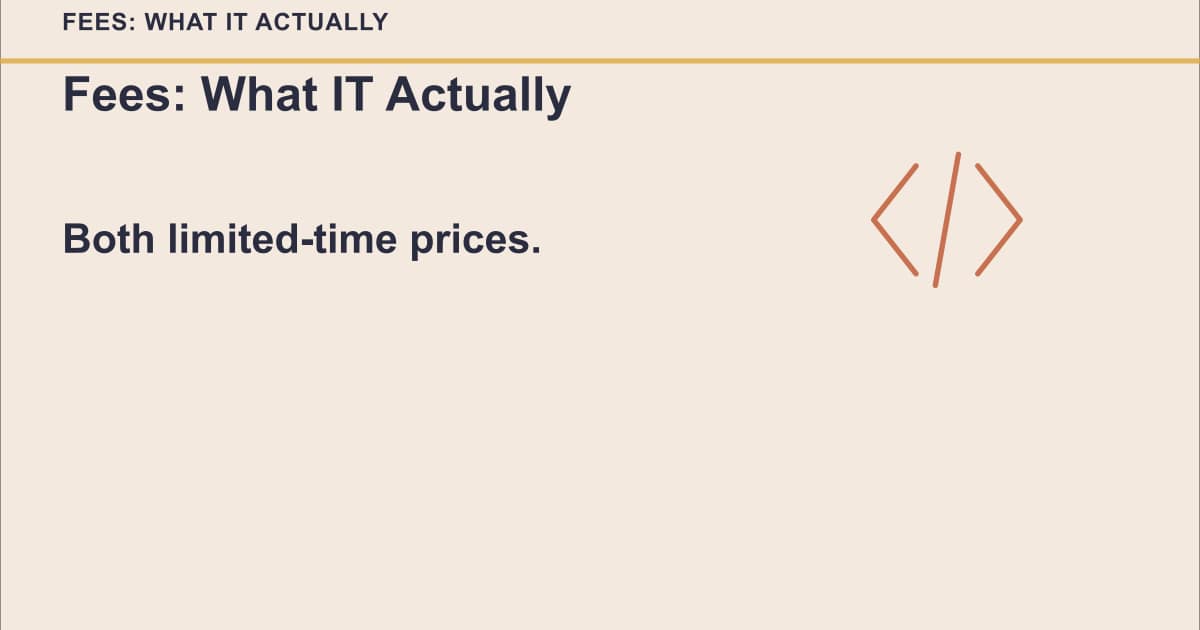 FEES: WHAT IT ACTUALLY
Fees: What IT Actually
Both limited-time prices.